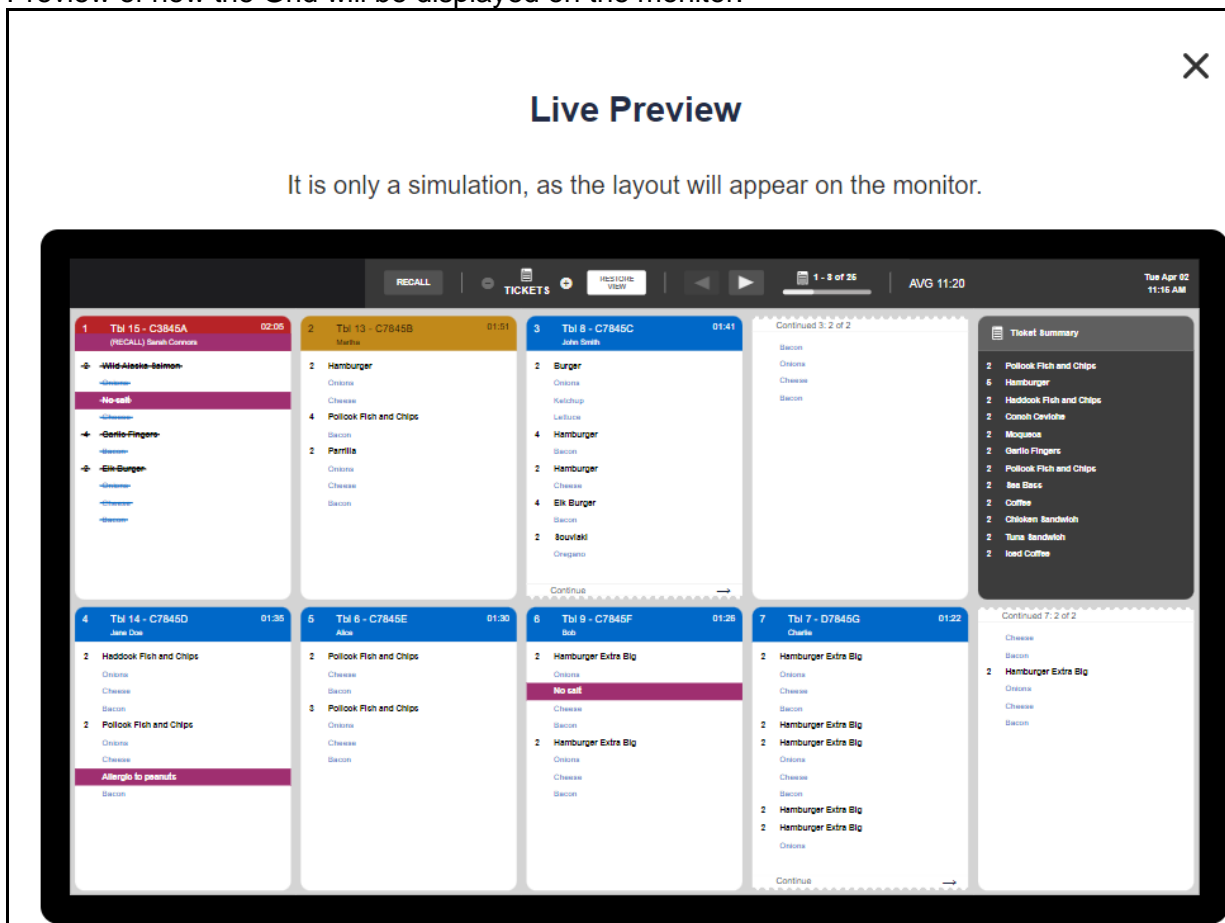 Preview of how the Grid will be displayed on the monitor.
Live Preview
It is only a simulation, as the layout will appear on the monitor.
RECALL
TICKETS
RESTORE
VIEW
1 - 3 of 25
AVG 11:20
Tue Apr 02
11:15 AM
1 Tbl 15 - C3845A 02:05
(RECALL) Sarah Connors
2 Wild Alaska Salmon
Onions
No salt
Cheese
4 Garlic Fingers
Bacon
2 Elk Burger
Onions
Cheese
Bacon
2 Tbl 13 - C7845B 01:51
Martha
2 Hamburger
Onions
Cheese
4 Pollock Fish and Chips
Bacon
2 Parrilla
Onions
Cheese
Bacon
3 Tbl 8 - C7845C 01:41
John Smith
2 Burger
Onions
Ketchup
Lettuce
4 Hamburger
Bacon
2 Hamburger
Cheese
4 Elk Burger
Bacon
2 Souvlaki
Oregano
Continue →
Continued 3: 2 of 2
Bacon
Onions
Cheese
Bacon
Ticket Summary
2 Pollock Fish and Chips
5 Hamburger
2 Haddock Fish and Chips
2 Conch Ceviche
2 Moqueca
2 Garlic Fingers
2 Pollock Fish and Chips
2 Sea Bass
2 Coffee
2 Chicken Sandwich
2 Tuna Sandwich
2 Iced Coffee
4 Tbl 14 - C7845D 01:35
Jane Doe
2 Haddock Fish and Chips
Onions
Cheese
Bacon
2 Pollock Fish and Chips
Onions
Cheese
Allergic to peanuts
Bacon
5 Tbl 6 - C7845E 01:30
Alice
2 Pollock Fish and Chips
Cheese
Bacon
3 Pollock Fish and Chips
Onions
Cheese
Bacon
6 Tbl 9 - C7845F 01:26
Bob
2 Hamburger Extra Big
Onions
No salt
Cheese
Bacon
2 Hamburger Extra Big
Onions
Cheese
Bacon
7 Tbl 7 - D7845G 01:22
Charlie
2 Hamburger Extra Big
Onions
Cheese
Bacon
2 Hamburger Extra Big
2 Hamburger Extra Big
Onions
Cheese
Bacon
2 Hamburger Extra Big
2 Hamburger Extra Big
Onions
Continue →
Continued 7: 2 of 2
Cheese
Bacon
2 Hamburger Extra Big
Onions
Cheese
Bacon